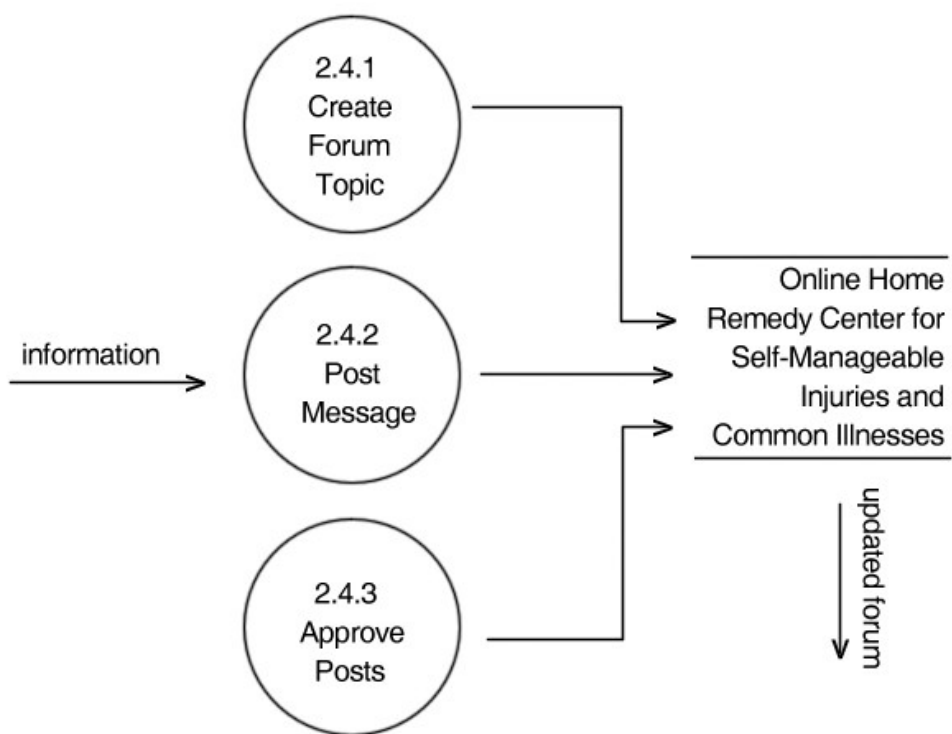 2.4.1
Create
Forum
Topic
information
2.4.2
Post
Message
2.4.3
Approve
Posts
Online Home
Remedy Center for
Self-Manageable
Injuries and
Common Illnesses
updated forum